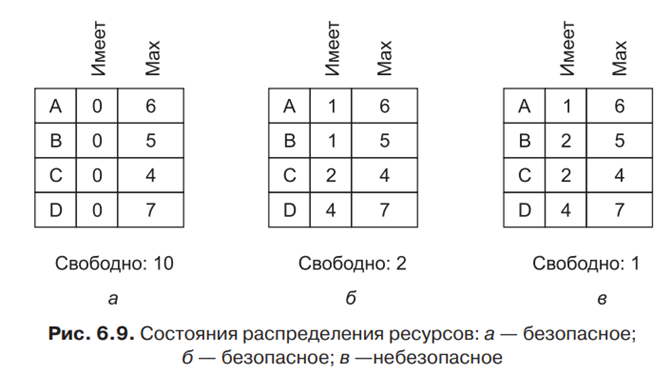 Имеет Max Имеет Max Имеет Max
A 0 6 A 1 6 A 1 6
B 0 5 B 1 5 B 2 5
C 0 4 C 2 4 C 2 4
D 0 7 D 4 7 D 4 7
Свободно: 10 Свободно: 2 Свободно: 1
а б в
Рис. 6.9. Состояния распределения ресурсов: а — безопасное;
б — безопасное; в —небезопасное